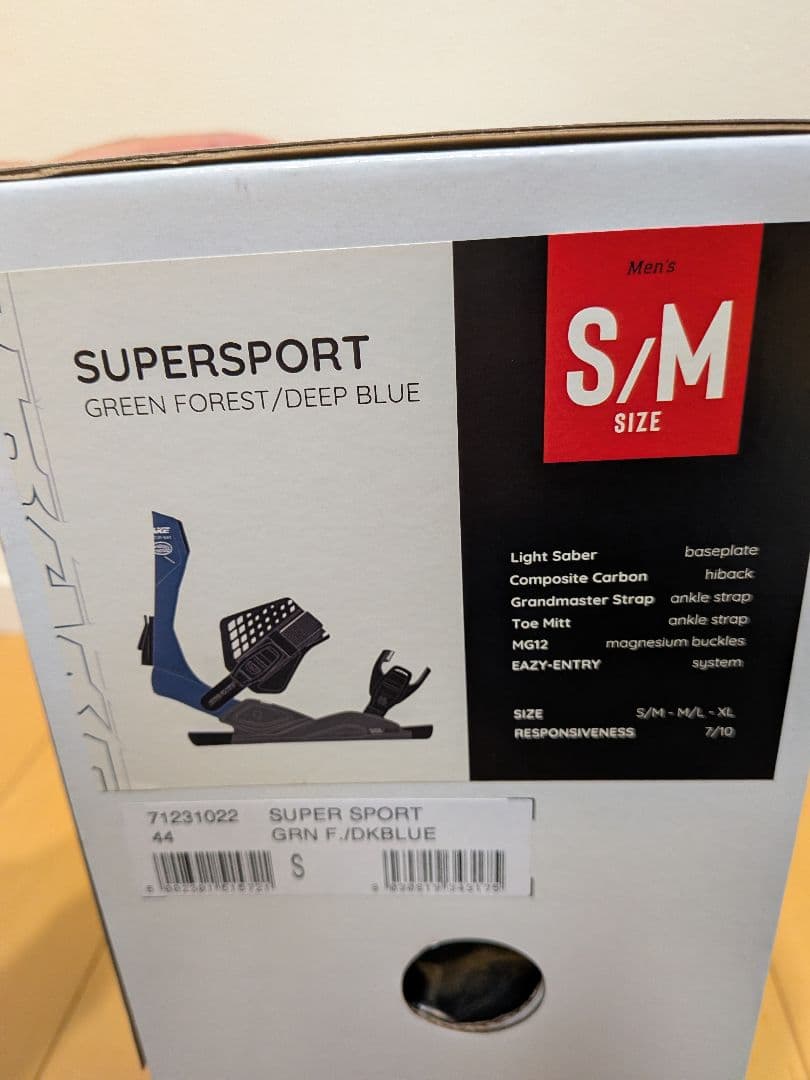 SUPERSPORT
GREEN FOREST/DEEP BLUE
Men's
S/M
SIZE
Light Saber baseplate
Composite Carbon hiback
Grandmaster Strap ankle strap
Toe Mitt ankle strap
MG12 magnesium buckles
EAZY-ENTRY system
SIZE S/M - M/L - XL
RESPONSIVENESS 7/10
71231022 SUPER SPORT
44 GRN F./DKBLUE
S